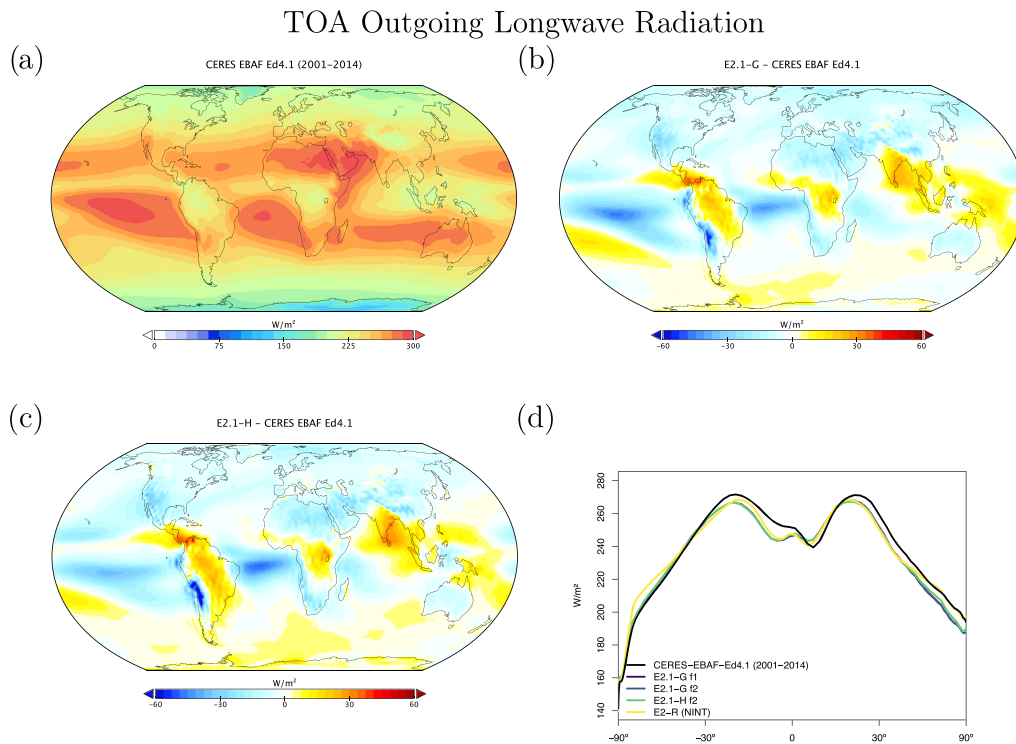 TOA Outgoing Longwave Radiation
(a)
CERES EBAF Ed4.1 (2001−2014)
W/m²
0 75 150 225 300
(b)
E2.1−G − CERES EBAF Ed4.1
W/m²
−60 −30 0 30 60
(c)
E2.1−H − CERES EBAF Ed4.1
W/m²
−60 −30 0 30 60
(d)
280
260
240
220
200
180
160
140
W/m²
CERES−EBAF−Ed4.1 (2001−2014)
E2.1−G f1
E2.1−G f2
E2.1−H f2
E2−R (NINT)
−90° −30° 0 30° 90°